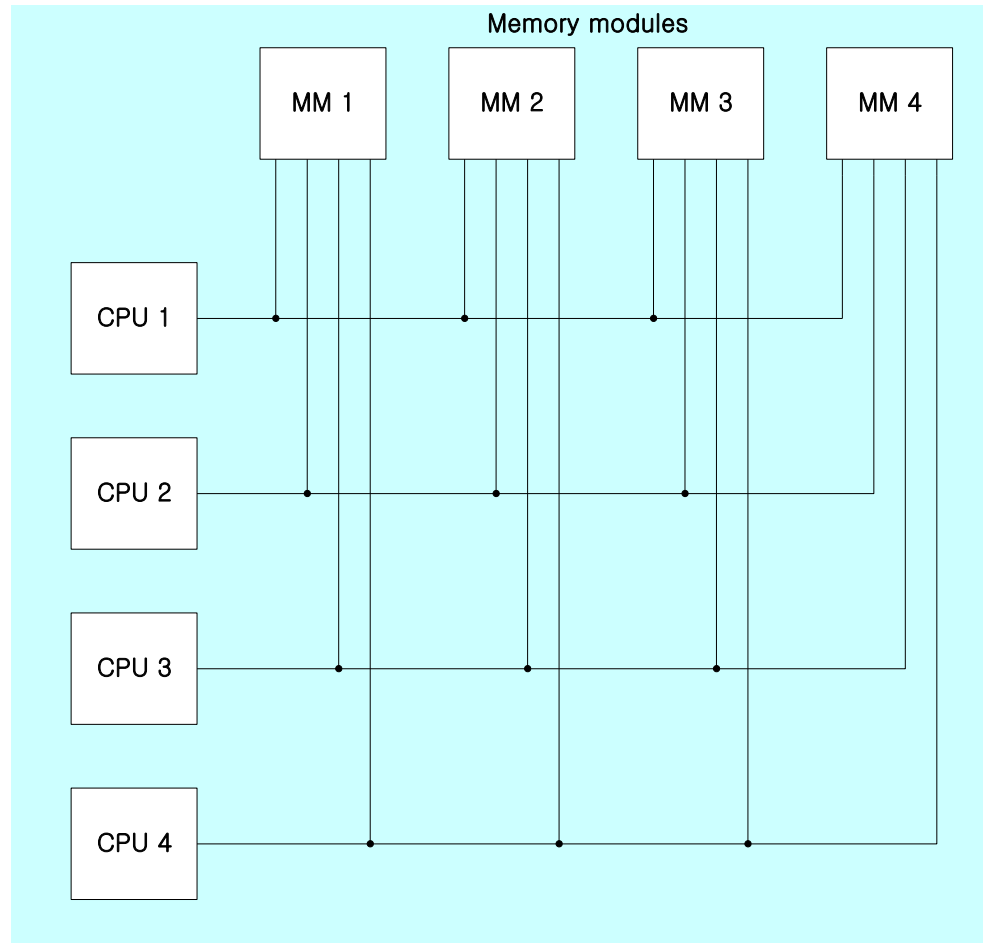 Memory modules
MM 1
MM 2
MM 3
MM 4
CPU 1
CPU 2
CPU 3
CPU 4